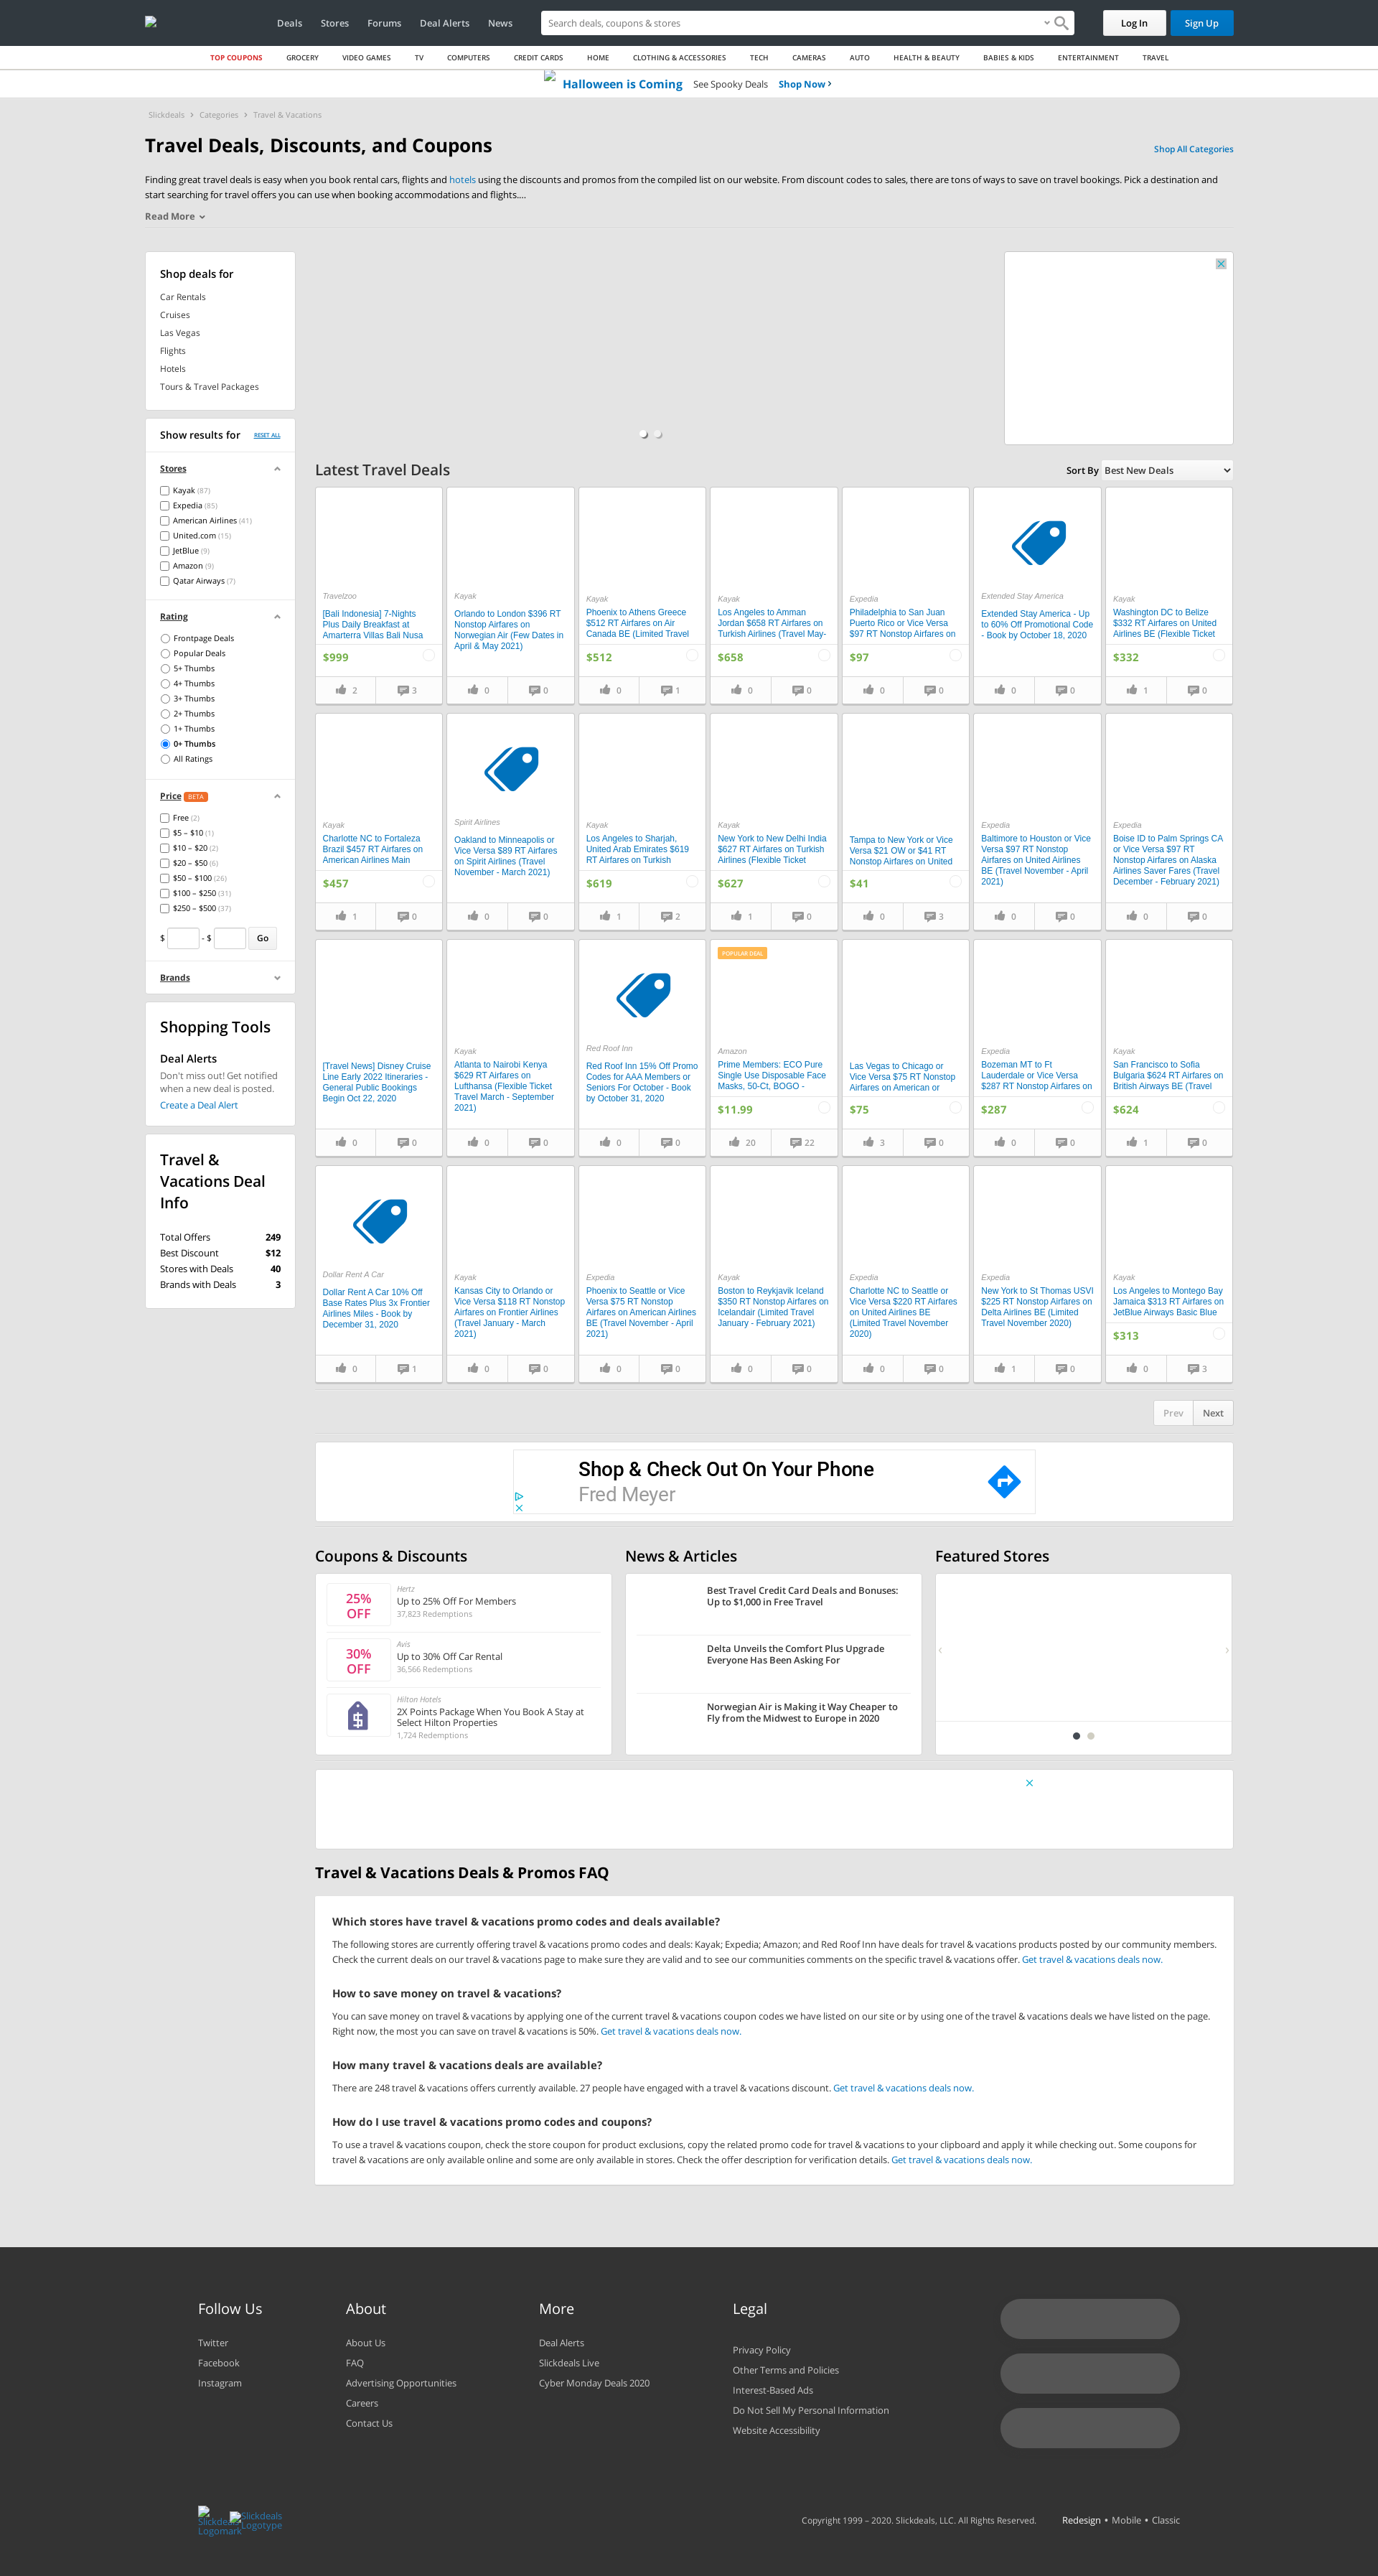 Deals Stores Forums Deal Alerts News
Search deals, coupons & stores
Log In Sign Up
TOP COUPONS GROCERY VIDEO GAMES TV COMPUTERS CREDIT CARDS HOME CLOTHING & ACCESSORIES TECH CAMERAS AUTO HEALTH & BEAUTY BABIES & KIDS ENTERTAINMENT TRAVEL
Halloween is Coming See Spooky Deals Shop Now
Slickdeals Categories Travel & Vacations
Travel Deals, Discounts, and Coupons
Shop All Categories
Finding great travel deals is easy when you book rental cars, flights and hotels using the discounts and promos from the compiled list on our website. From discount codes to sales, there are tons of ways to save on travel bookings. Pick a destination and
start searching for travel offers you can use when booking accommodations and flights....
Read More
Shop deals for
Car Rentals
Cruises
Las Vegas
Flights
Hotels
Tours & Travel Packages
Show results for RESET ALL
Stores
Kayak (87)
Expedia (85)
American Airlines (41)
United.com (15)
JetBlue (9)
Amazon (9)
Qatar Airways (7)
Rating
Frontpage Deals
Popular Deals
5+ Thumbs
4+ Thumbs
3+ Thumbs
2+ Thumbs
1+ Thumbs
0+ Thumbs
All Ratings
Price BETA
Free (2)
$5 – $10 (1)
$10 – $20 (2)
$20 – $50 (6)
$50 – $100 (26)
$100 – $250 (31)
$250 – $500 (37)
$ - $ Go
Brands
Shopping Tools
Deal Alerts
Don't miss out! Get notified
when a new deal is posted.
Create a Deal Alert
Travel &
Vacations Deal
Info
Total Offers 249
Best Discount $12
Stores with Deals 40
Brands with Deals 3
Latest Travel Deals
Sort By Best New Deals
Travelzoo
[Bali Indonesia] 7-Nights
Plus Daily Breakfast at
Amarterra Villas Bali Nusa
$999
2 3
Kayak
Orlando to London $396 RT
Nonstop Airfares on
Norwegian Air (Few Dates in
April & May 2021)
0 0
Kayak
Phoenix to Athens Greece
$512 RT Airfares on Air
Canada BE (Limited Travel
$512
0 1
Kayak
Los Angeles to Amman
Jordan $658 RT Airfares on
Turkish Airlines (Travel May-
$658
0 0
Expedia
Philadelphia to San Juan
Puerto Rico or Vice Versa
$97 RT Nonstop Airfares on
$97
0 0
Extended Stay America
Extended Stay America - Up
to 60% Off Promotional Code
- Book by October 18, 2020
0 0
Kayak
Washington DC to Belize
$332 RT Airfares on United
Airlines BE (Flexible Ticket
$332
1 0
Kayak
Charlotte NC to Fortaleza
Brazil $457 RT Airfares on
American Airlines Main
$457
1 0
Spirit Airlines
Oakland to Minneapolis or
Vice Versa $89 RT Airfares
on Spirit Airlines (Travel
November - March 2021)
0 0
Kayak
Los Angeles to Sharjah,
United Arab Emirates $619
RT Airfares on Turkish
$619
1 2
Kayak
New York to New Delhi India
$627 RT Airfares on Turkish
Airlines (Flexible Ticket
$627
1 0
Tampa to New York or Vice
Versa $21 OW or $41 RT
Nonstop Airfares on United
$41
0 3
Expedia
Baltimore to Houston or Vice
Versa $97 RT Nonstop
Airfares on United Airlines
BE (Travel November - April
2021)
0 0
Expedia
Boise ID to Palm Springs CA
or Vice Versa $97 RT
Nonstop Airfares on Alaska
Airlines Saver Fares (Travel
December - February 2021)
0 0
[Travel News] Disney Cruise
Line Early 2022 Itineraries -
General Public Bookings
Begin Oct 22, 2020
0 0
Kayak
Atlanta to Nairobi Kenya
$629 RT Airfares on
Lufthansa (Flexible Ticket
Travel March - September
2021)
0 0
Red Roof Inn
Red Roof Inn 15% Off Promo
Codes for AAA Members or
Seniors For October - Book
by October 31, 2020
0 0
POPULAR DEAL
Amazon
Prime Members: ECO Pure
Single Use Disposable Face
Masks, 50-Ct, BOGO -
$11.99
20 22
Las Vegas to Chicago or
Vice Versa $75 RT Nonstop
Airfares on American or
$75
3 0
Expedia
Bozeman MT to Ft
Lauderdale or Vice Versa
$287 RT Nonstop Airfares on
$287
0 0
Kayak
San Francisco to Sofia
Bulgaria $624 RT Airfares on
British Airways BE (Travel
$624
1 0
Dollar Rent A Car
Dollar Rent A Car 10% Off
Base Rates Plus 3x Frontier
Airlines Miles - Book by
December 31, 2020
0 1
Kayak
Kansas City to Orlando or
Vice Versa $118 RT Nonstop
Airfares on Frontier Airlines
(Travel January - March
2021)
0 0
Expedia
Phoenix to Seattle or Vice
Versa $75 RT Nonstop
Airfares on American Airlines
BE (Travel November - April
2021)
0 0
Kayak
Boston to Reykjavik Iceland
$350 RT Nonstop Airfares on
Icelandair (Limited Travel
January - February 2021)
0 0
Expedia
Charlotte NC to Seattle or
Vice Versa $220 RT Airfares
on United Airlines BE
(Limited Travel November
2020)
0 0
Expedia
New York to St Thomas USVI
$225 RT Nonstop Airfares on
Delta Airlines BE (Limited
Travel November 2020)
1 0
Kayak
Los Angeles to Montego Bay
Jamaica $313 RT Airfares on
JetBlue Airways Basic Blue
$313
0 3
Prev Next
Shop & Check Out On Your Phone
Fred Meyer
Coupons & Discounts
25%
OFF
Hertz
Up to 25% Off For Members
37,823 Redemptions
30%
OFF
Avis
Up to 30% Off Car Rental
36,566 Redemptions
Hilton Hotels
2X Points Package When You Book A Stay at
Select Hilton Properties
1,724 Redemptions
News & Articles
Best Travel Credit Card Deals and Bonuses:
Up to $1,000 in Free Travel
Delta Unveils the Comfort Plus Upgrade
Everyone Has Been Asking For
Norwegian Air is Making it Way Cheaper to
Fly from the Midwest to Europe in 2020
Featured Stores
Travel & Vacations Deals & Promos FAQ
Which stores have travel & vacations promo codes and deals available?
The following stores are currently offering travel & vacations promo codes and deals: Kayak; Expedia; Amazon; and Red Roof Inn have deals for travel & vacations products posted by our community members.
Check the current deals on our travel & vacations page to make sure they are valid and to see our communities comments on the specific travel & vacations offer. Get travel & vacations deals now.
How to save money on travel & vacations?
You can save money on travel & vacations by applying one of the current travel & vacations coupon codes we have listed on our site or by using one of the travel & vacations deals we have listed on the page.
Right now, the most you can save on travel & vacations is 50%. Get travel & vacations deals now.
How many travel & vacations deals are available?
There are 248 travel & vacations offers currently available. 27 people have engaged with a travel & vacations discount. Get travel & vacations deals now.
How do I use travel & vacations promo codes and coupons?
To use a travel & vacations coupon, check the store coupon for product exclusions, copy the related promo code for travel & vacations to your clipboard and apply it while checking out. Some coupons for
travel & vacations are only available online and some are only available in stores. Check the offer description for verification details. Get travel & vacations deals now.
Follow Us
Twitter
Facebook
Instagram
About
About Us
FAQ
Advertising Opportunities
Careers
Contact Us
More
Deal Alerts
Slickdeals Live
Cyber Monday Deals 2020
Legal
Privacy Policy
Other Terms and Policies
Interest-Based Ads
Do Not Sell My Personal Information
Website Accessibility
Slickdeals
Logomark
Slickdeals
Logotype
Copyright 1999 – 2020. Slickdeals, LLC. All Rights Reserved. Redesign • Mobile • Classic